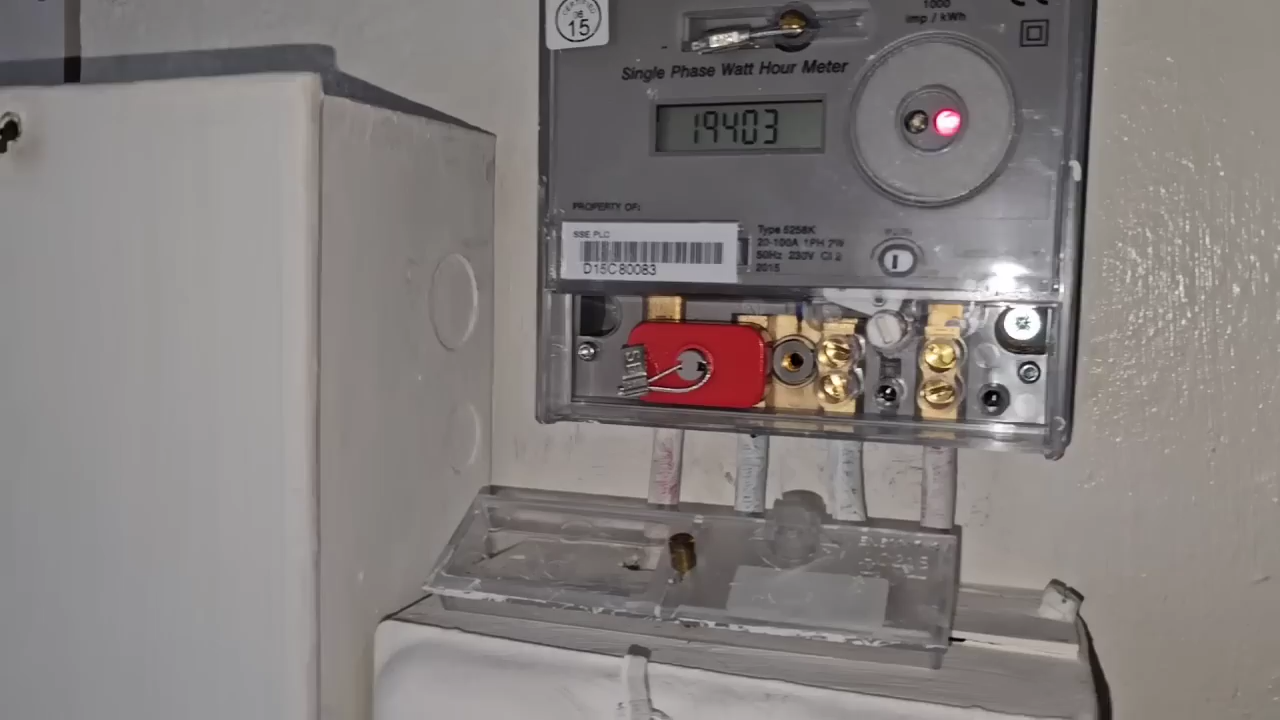 CERTIFIED
15
1000
imp / kWh
Single Phase Watt Hour Meter
19403
PROPERTY OF:
SSE PLC
D15C80083
Type 5258K
20-100A 1PH 2W
50Hz 230V Cl 2
2015